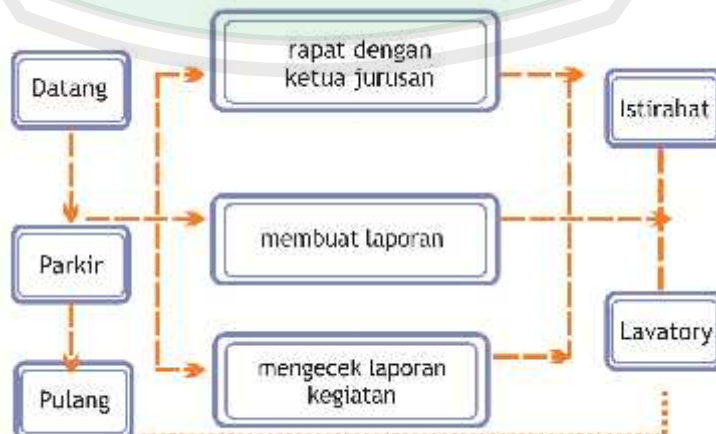 Datang
rapat dengan
ketua jurusan
Istirahat
membuat laporan
Parkir
Lavatory
mengecek laporan
kegiatan
Pulang